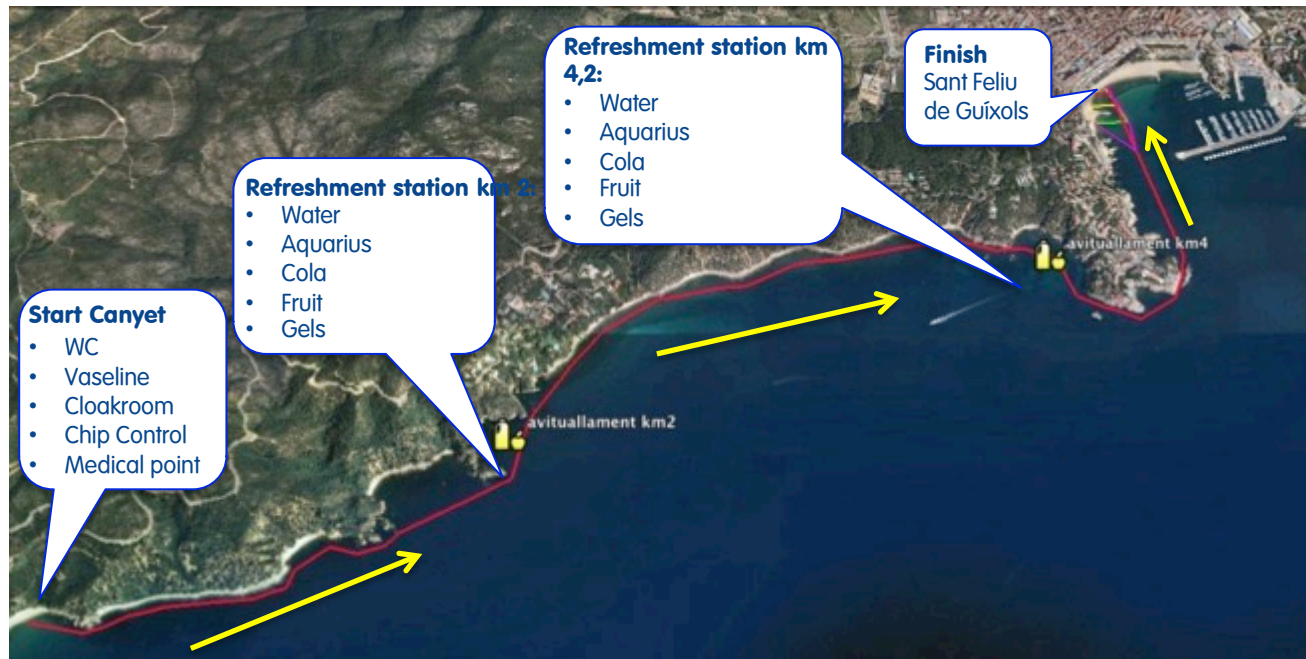 Refreshment station km
4,2:
• Water
• Aquarius
• Cola
• Fruit
• Gels
Finish
Sant Feliu
de Guíxols
Refreshment station km 2:
• Water
• Aquarius
• Cola
• Fruit
• Gels
Start Canyet
• WC
• Vaseline
• Cloakroom
• Chip Control
• Medical point
avituallament km2
avituallament km4